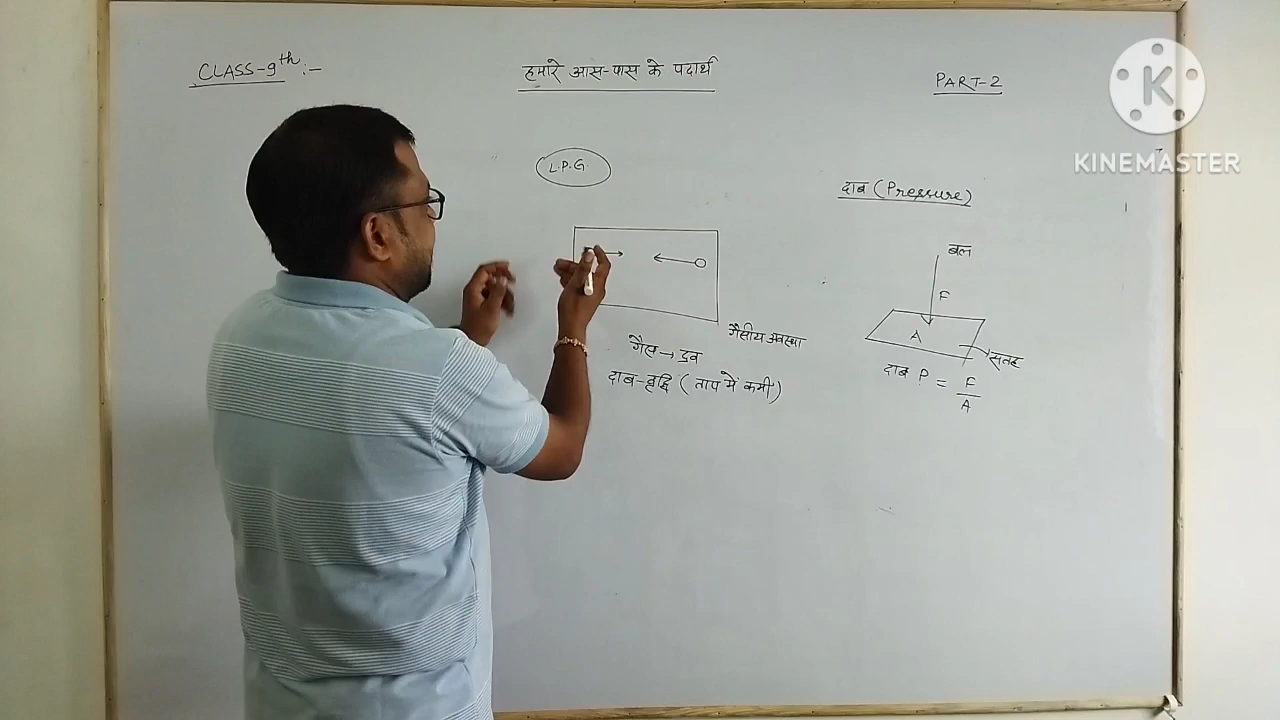 CLASS-9th:-
हमारे आस-पास के पदार्थ
PART-2
K
KINEMASTER
L.P.G.
दाब (Pressure)
बल
F
A
सतह
गैसीय अवस्था
गैस → द्रव
दाब-वृद्धि (ताप में कमी)
दाब P = F
A